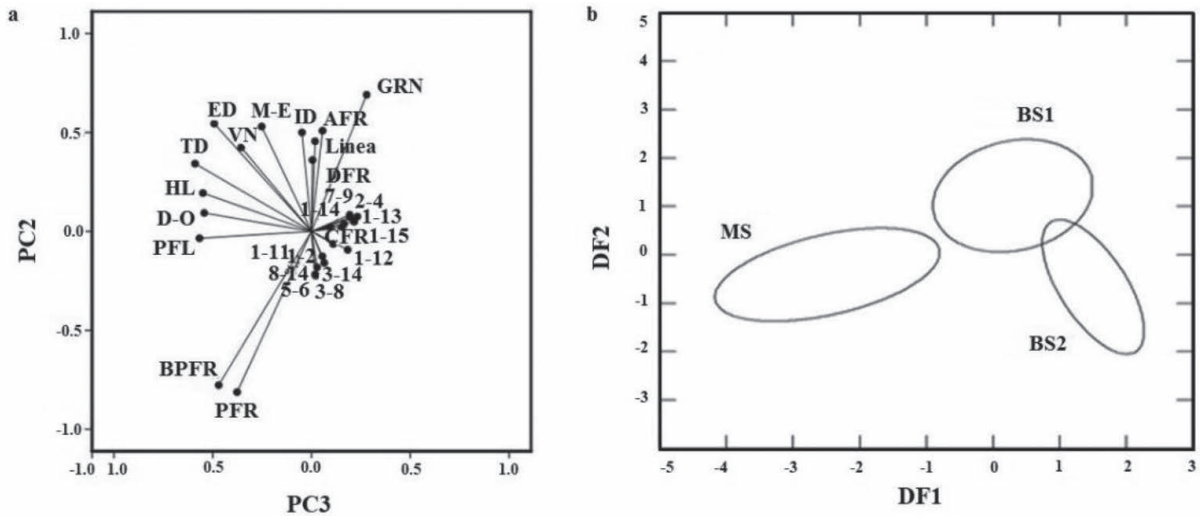 a
1.0
0.5
0.0
-0.5
-1.0
PC2
GRN
ED
M-E
ID
AFR
VN
Linea
TD
DFR
HL
7-9
2-4
1-14
1-13
D-O
CFR
1-15
PFL
1-11
1-2
1-12
8-14
3-14
5-6
3-8
BPFR
PFR
-1.0 1.0 0.5 0.0 0.5 1.0
PC3
b
5
4
3
2
1
0
-1
-2
-3
DF2
BS1
MS
BS2
-5 -4 -3 -2 -1 0 1 2 3
DF1